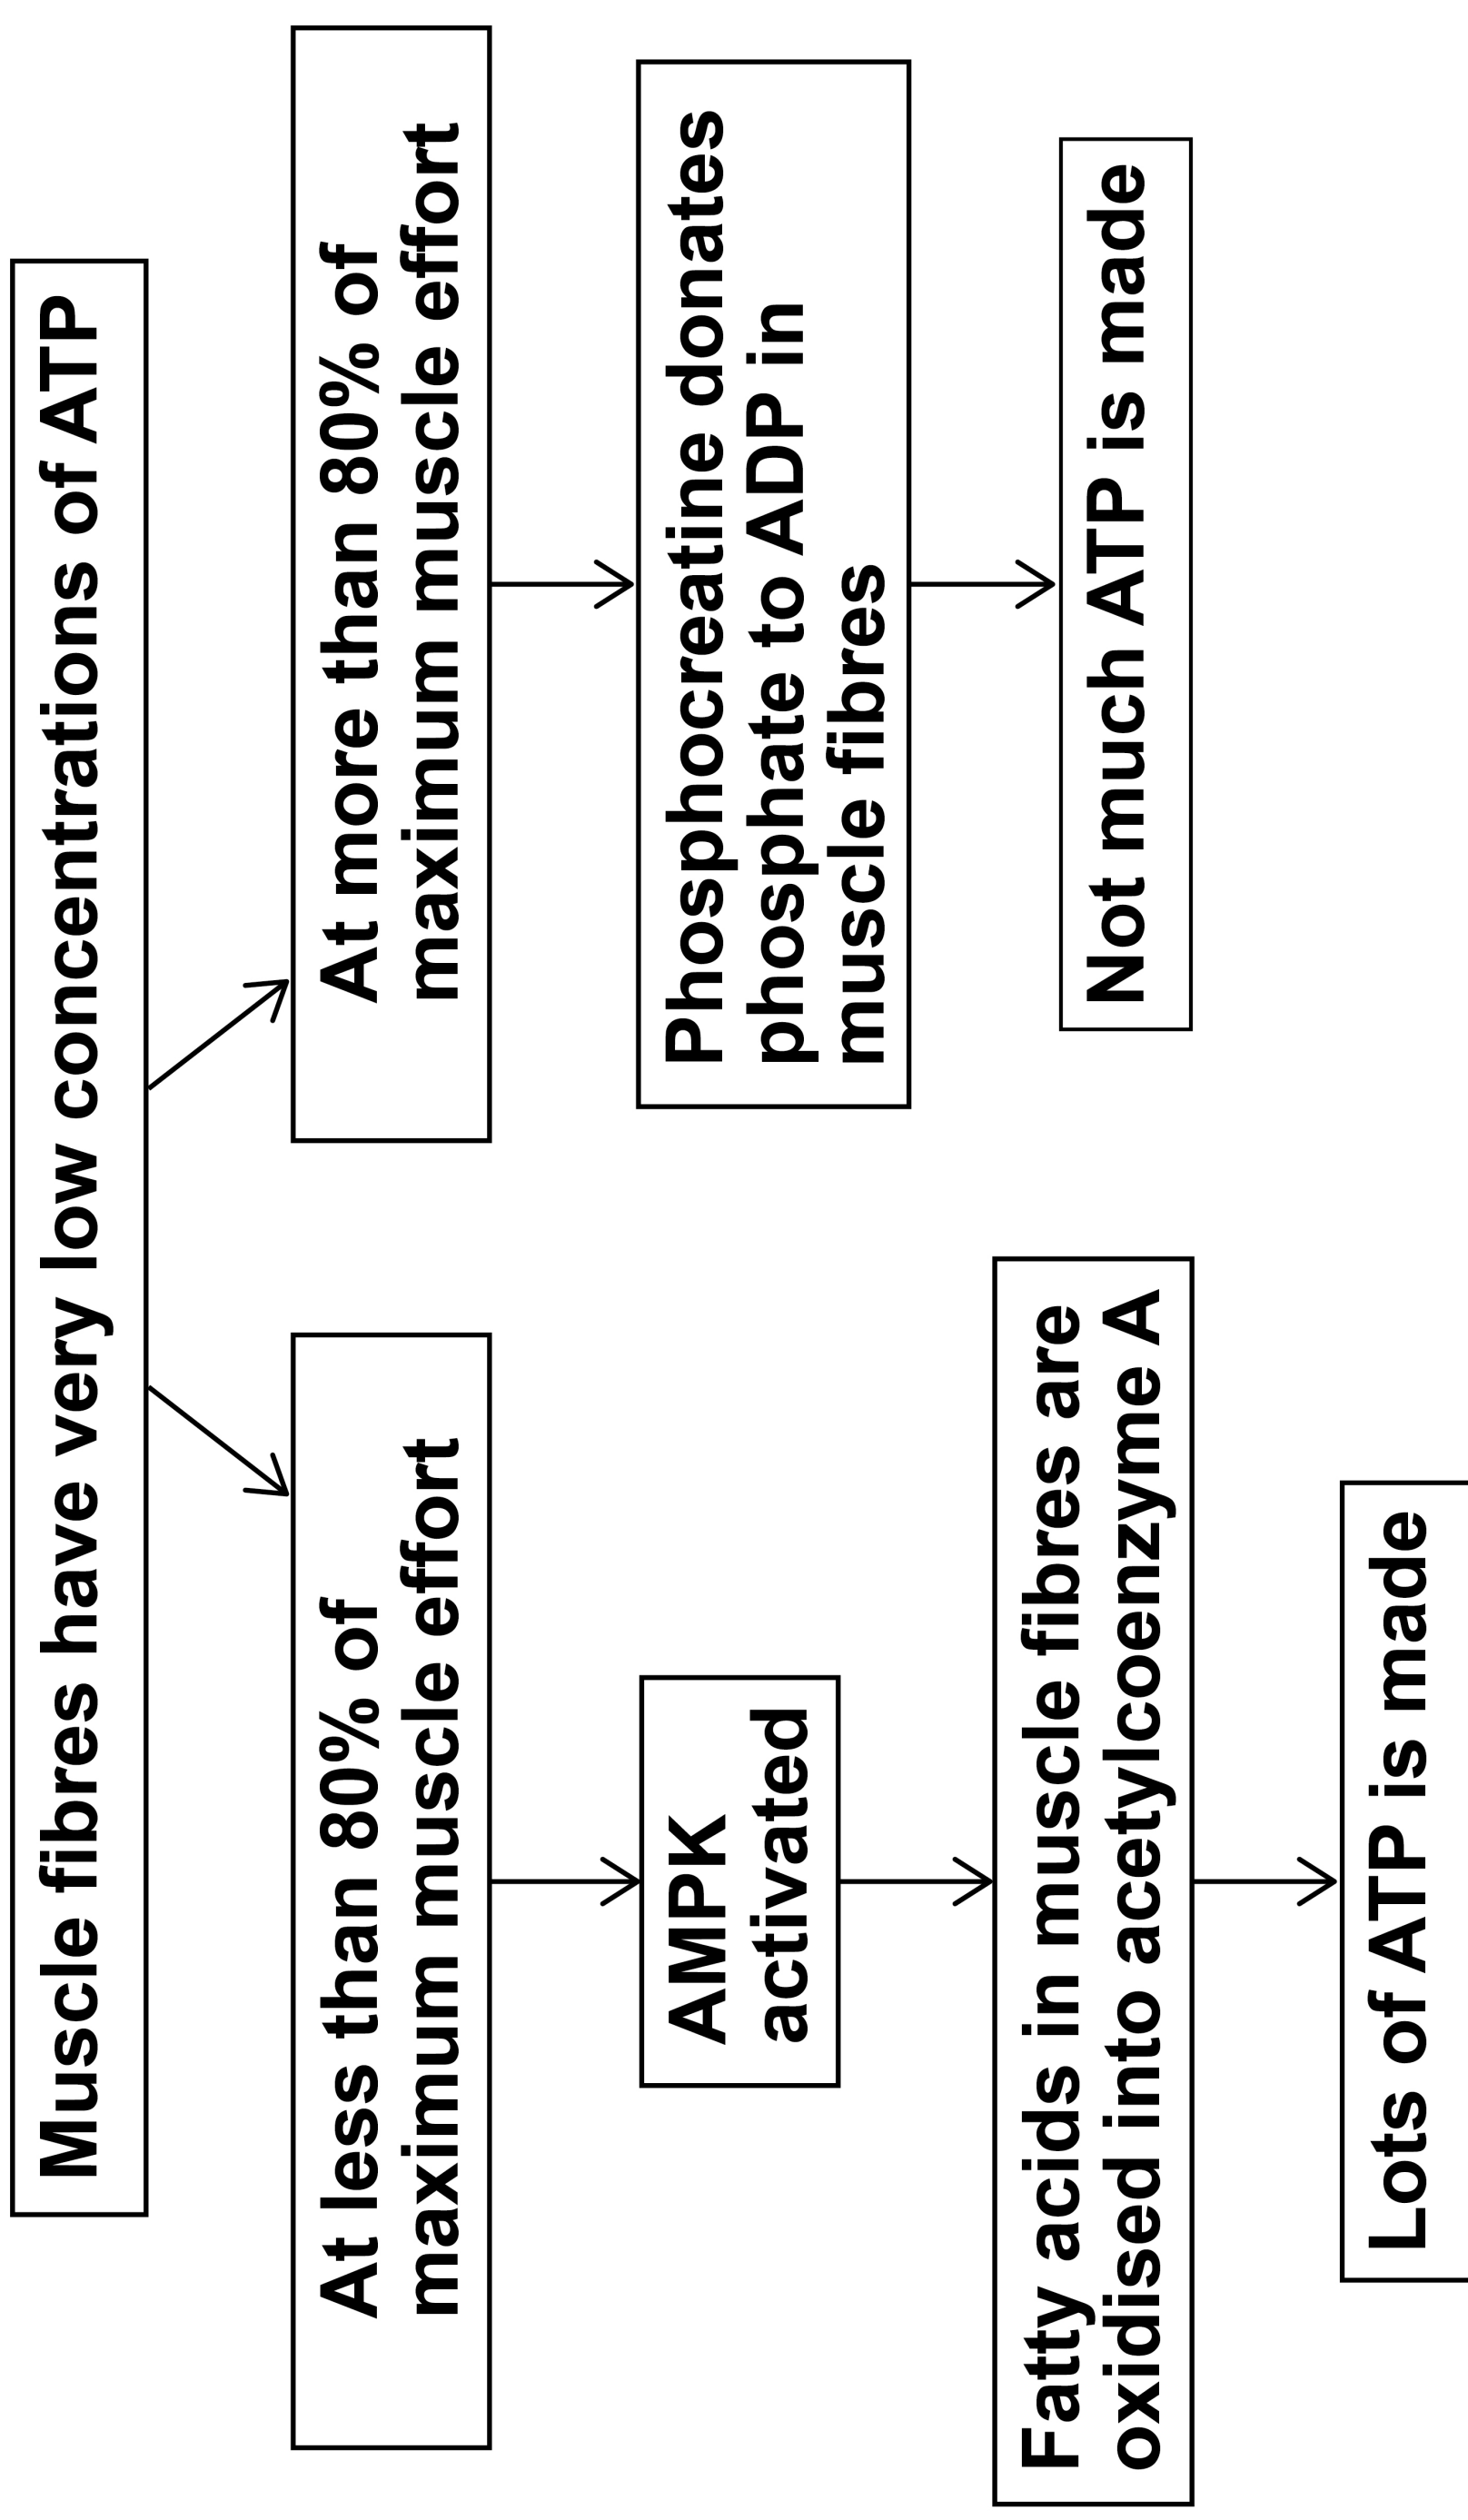 Muscle fibres have very low concentrations of ATP
At less than 80% of
maximum muscle effort
AMPK
activated
Fatty acids in muscle fibres are
oxidised into acetylcoenzyme A
Lots of ATP is made
At more than 80% of
maximum muscle effort
Phosphocreatine donates
phosphate to ADP in
muscle fibres
Not much ATP is made